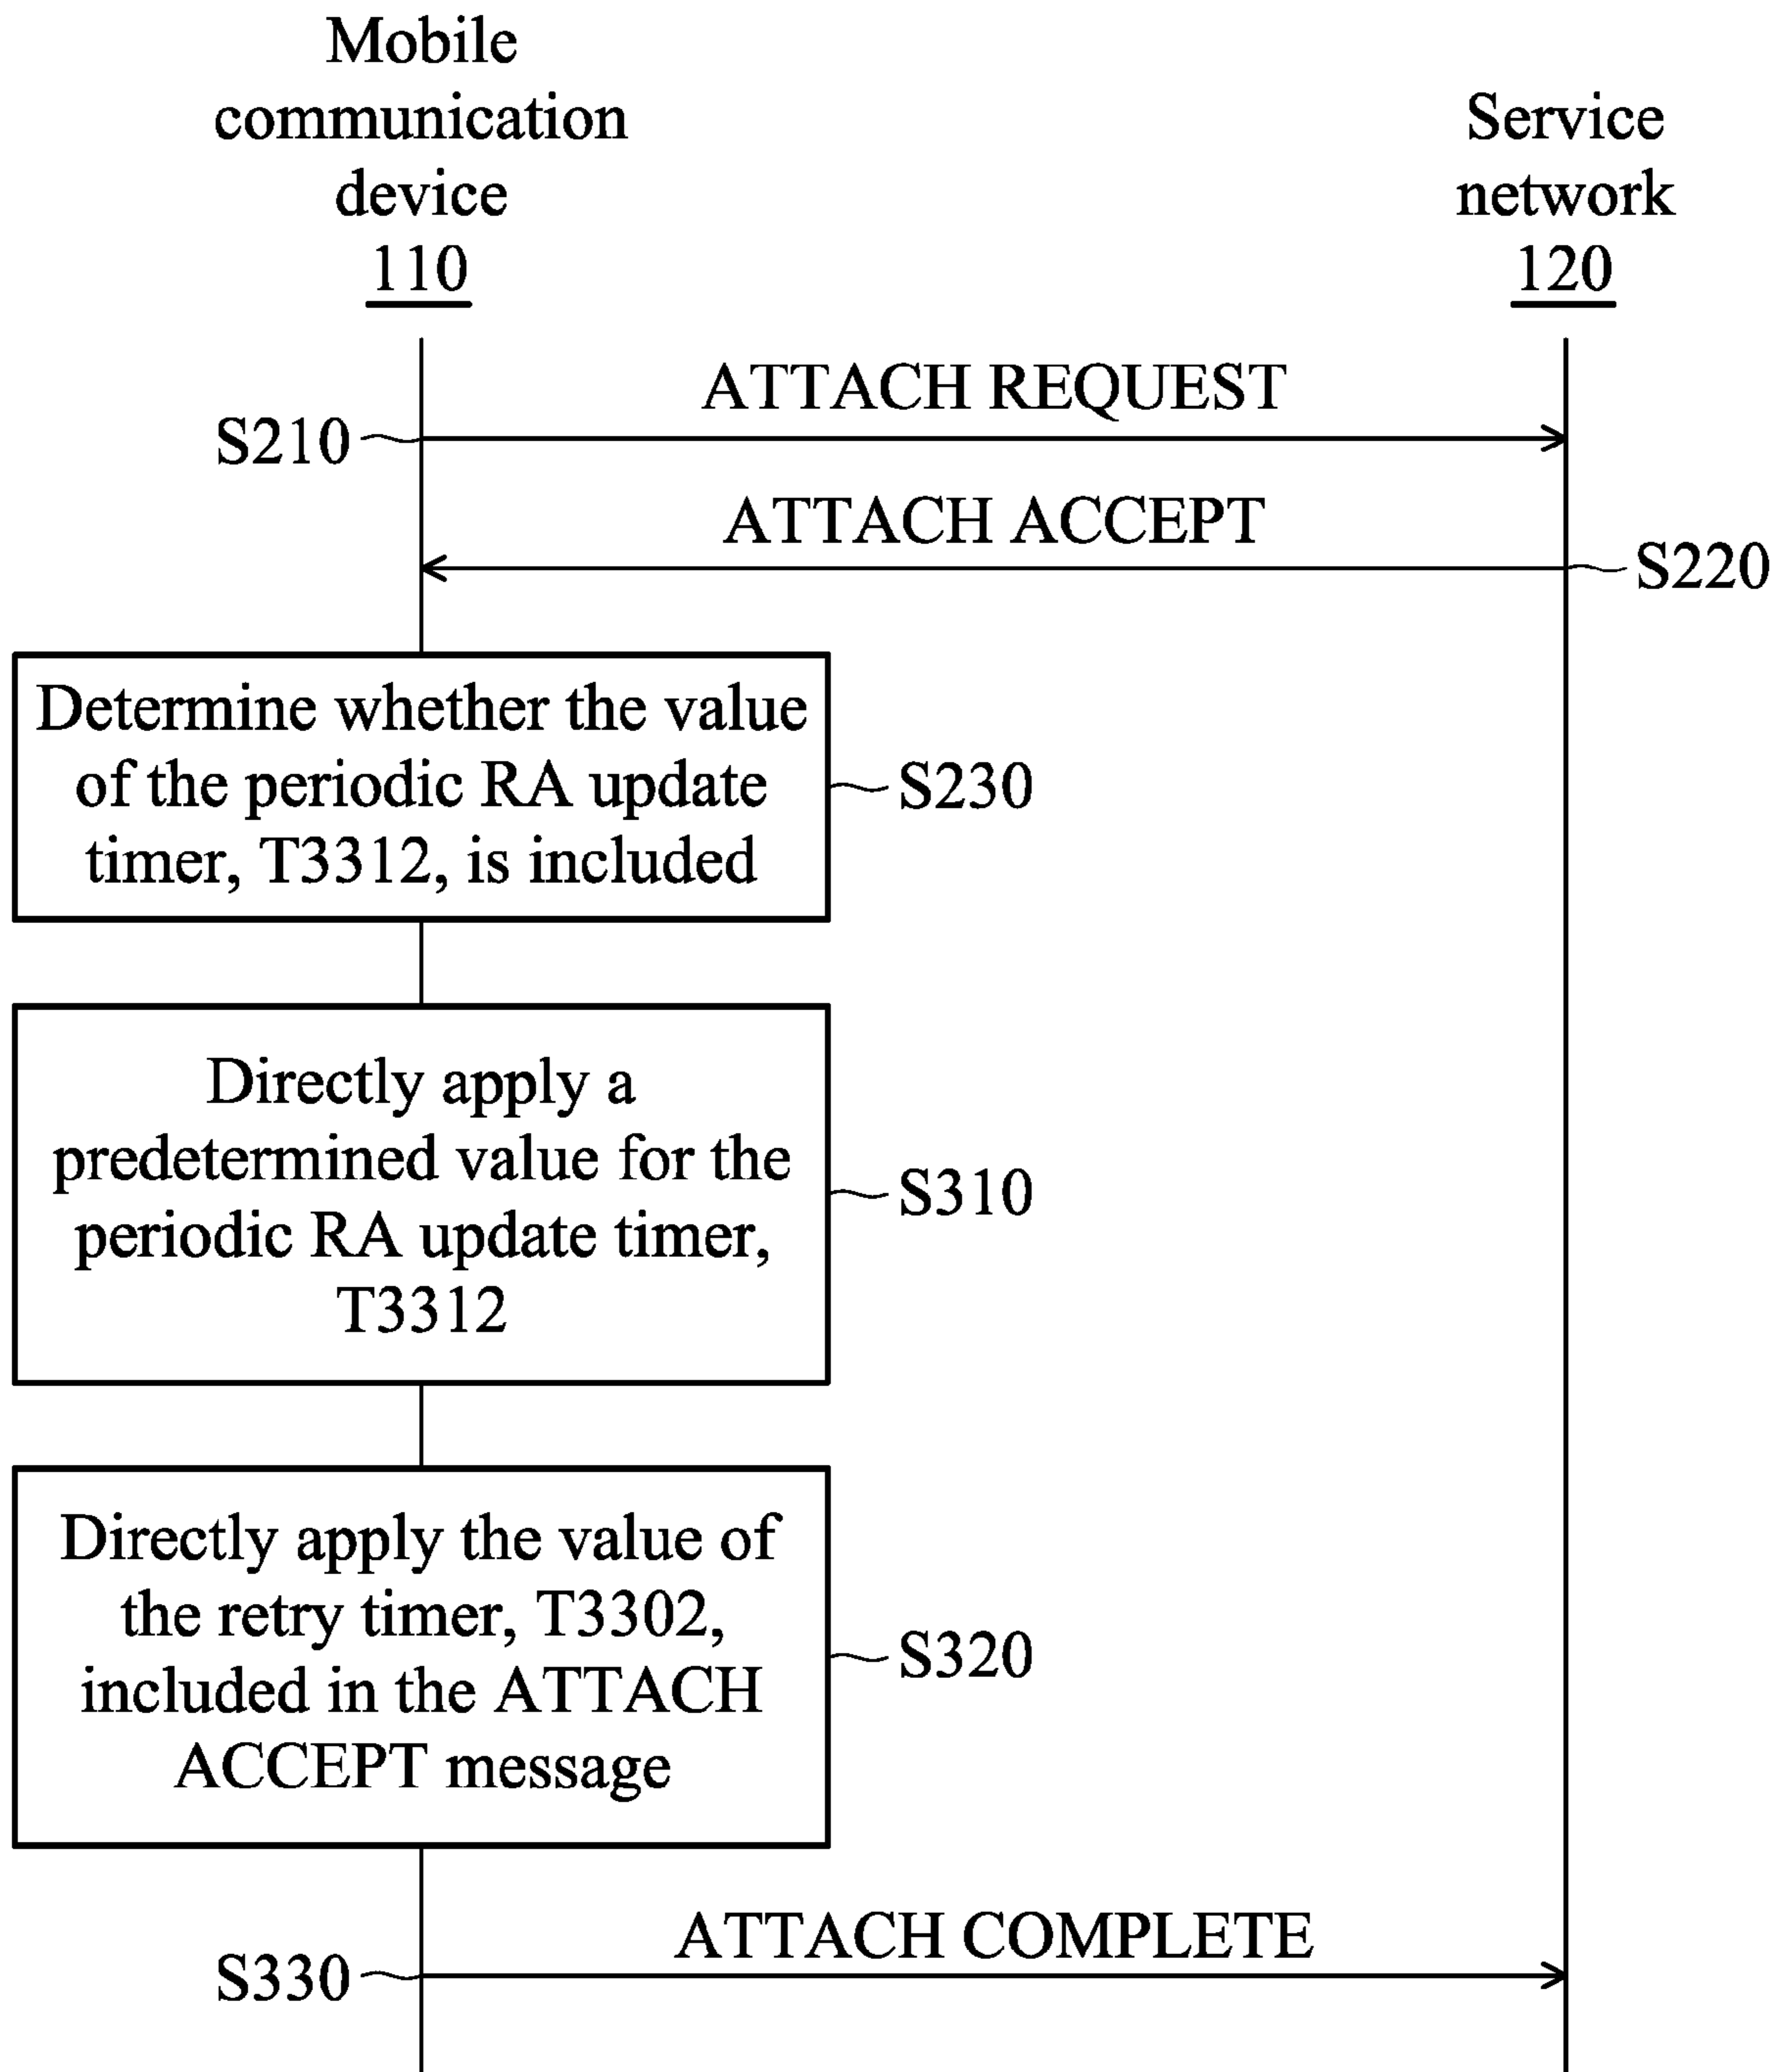 Mobile
communication
device
110
Service
network
120
ATTACH REQUEST
S210
ATTACH ACCEPT
S220
Determine whether the value
of the periodic RA update
timer, T3312, is included
S230
Directly apply a
predetermined value for the
periodic RA update timer,
T3312
S310
Directly apply the value of
the retry timer, T3302,
included in the ATTACH
ACCEPT message
S320
ATTACH COMPLETE
S330